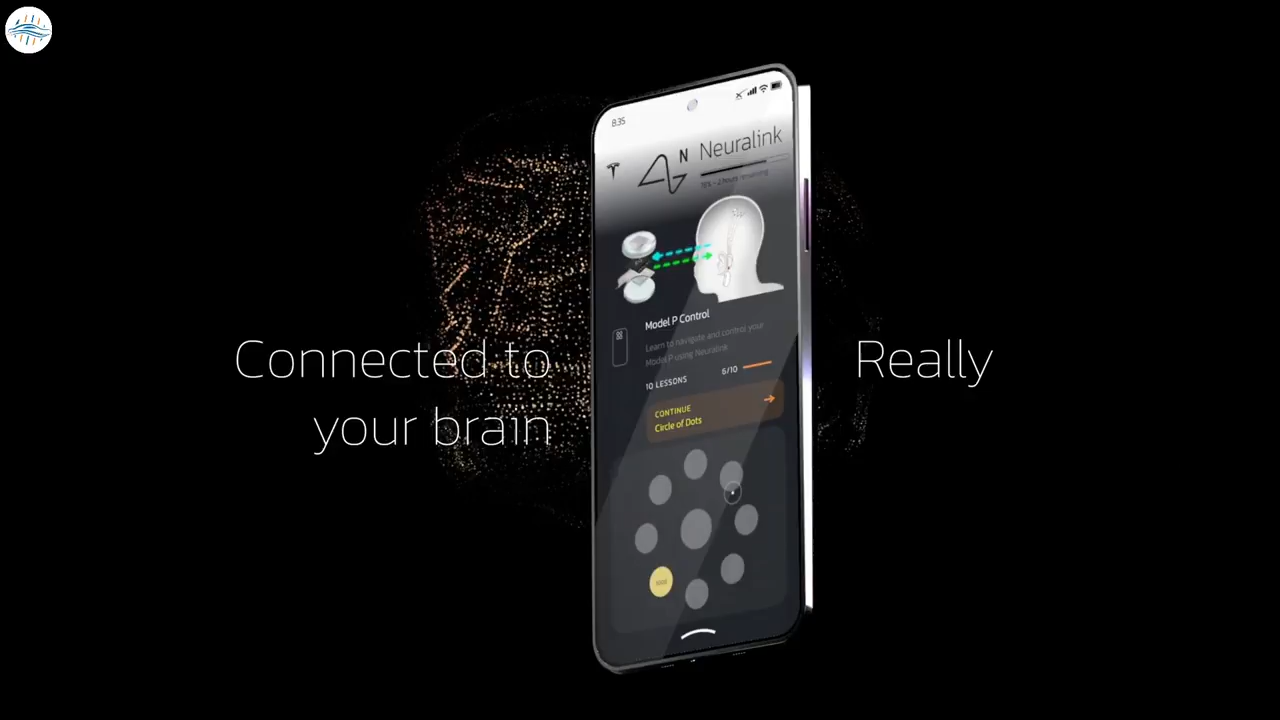 8:35
N Neuralink
Model P Control
Learn to navigate and control your
Model P using Neuralink
10 LESSONS 6/10
CONTINUE
Circle of Dots
Connected to
your brain
Really